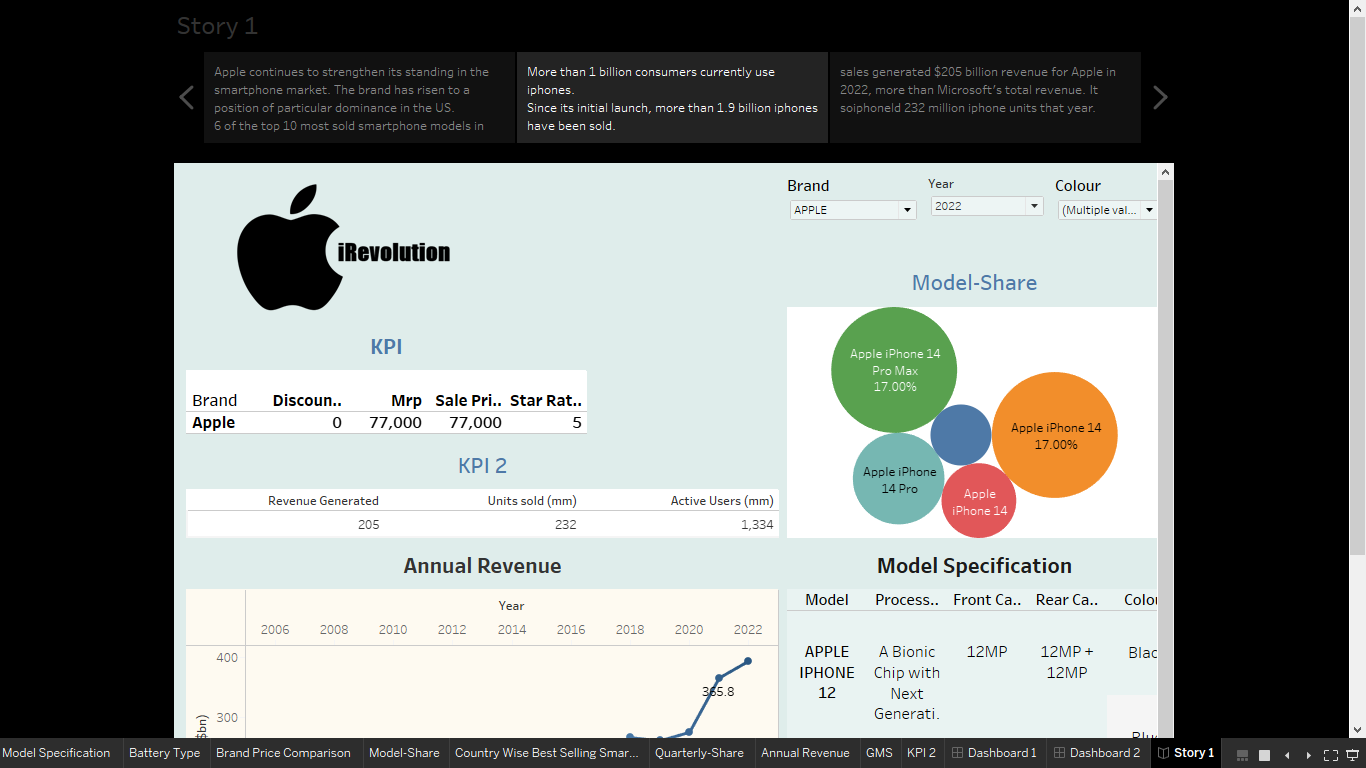 Story 1
Apple continues to strengthen its standing in the
smartphone market. The brand has risen to a
position of particular dominance in the US.
6 of the top 10 most sold smartphone models in
More than 1 billion consumers currently use
iphones.
Since its initial launch, more than 1.9 billion iphones
have been sold.
sales generated $205 billion revenue for Apple in
2022, more than Microsoft's total revenue. It
soiphoneld 232 million iphone units that year.
iRevolution
Brand
APPLE
Year
2022
Colour
(Multiple val...
KPI
Brand Discoun.. Mrp Sale Pri.. Star Rat..
Apple 0 77,000 77,000 5
KPI 2
Revenue Generated Units sold (mm) Active Users (mm)
205 232 1,334
Model-Share
Apple iPhone 14
Pro Max
17.00%
Apple iPhone 14
17.00%
Apple iPhone
14 Pro
Apple
iPhone 14
Annual Revenue
Year
2006 2008 2010 2012 2014 2016 2018 2020 2022
400
365.8
300
$bn)
Model Specification
Model Process.. Front Ca.. Rear Ca.. Color
APPLE
IPHONE
12
A Bionic
Chip with
Next
Generati.
12MP
12MP +
12MP
Blac
Blue
Model Specification Battery Type Brand Price Comparison Model-Share Country Wise Best Selling Smar... Quarterly-Share Annual Revenue GMS KPI 2 Dashboard 1 Dashboard 2 Story 1